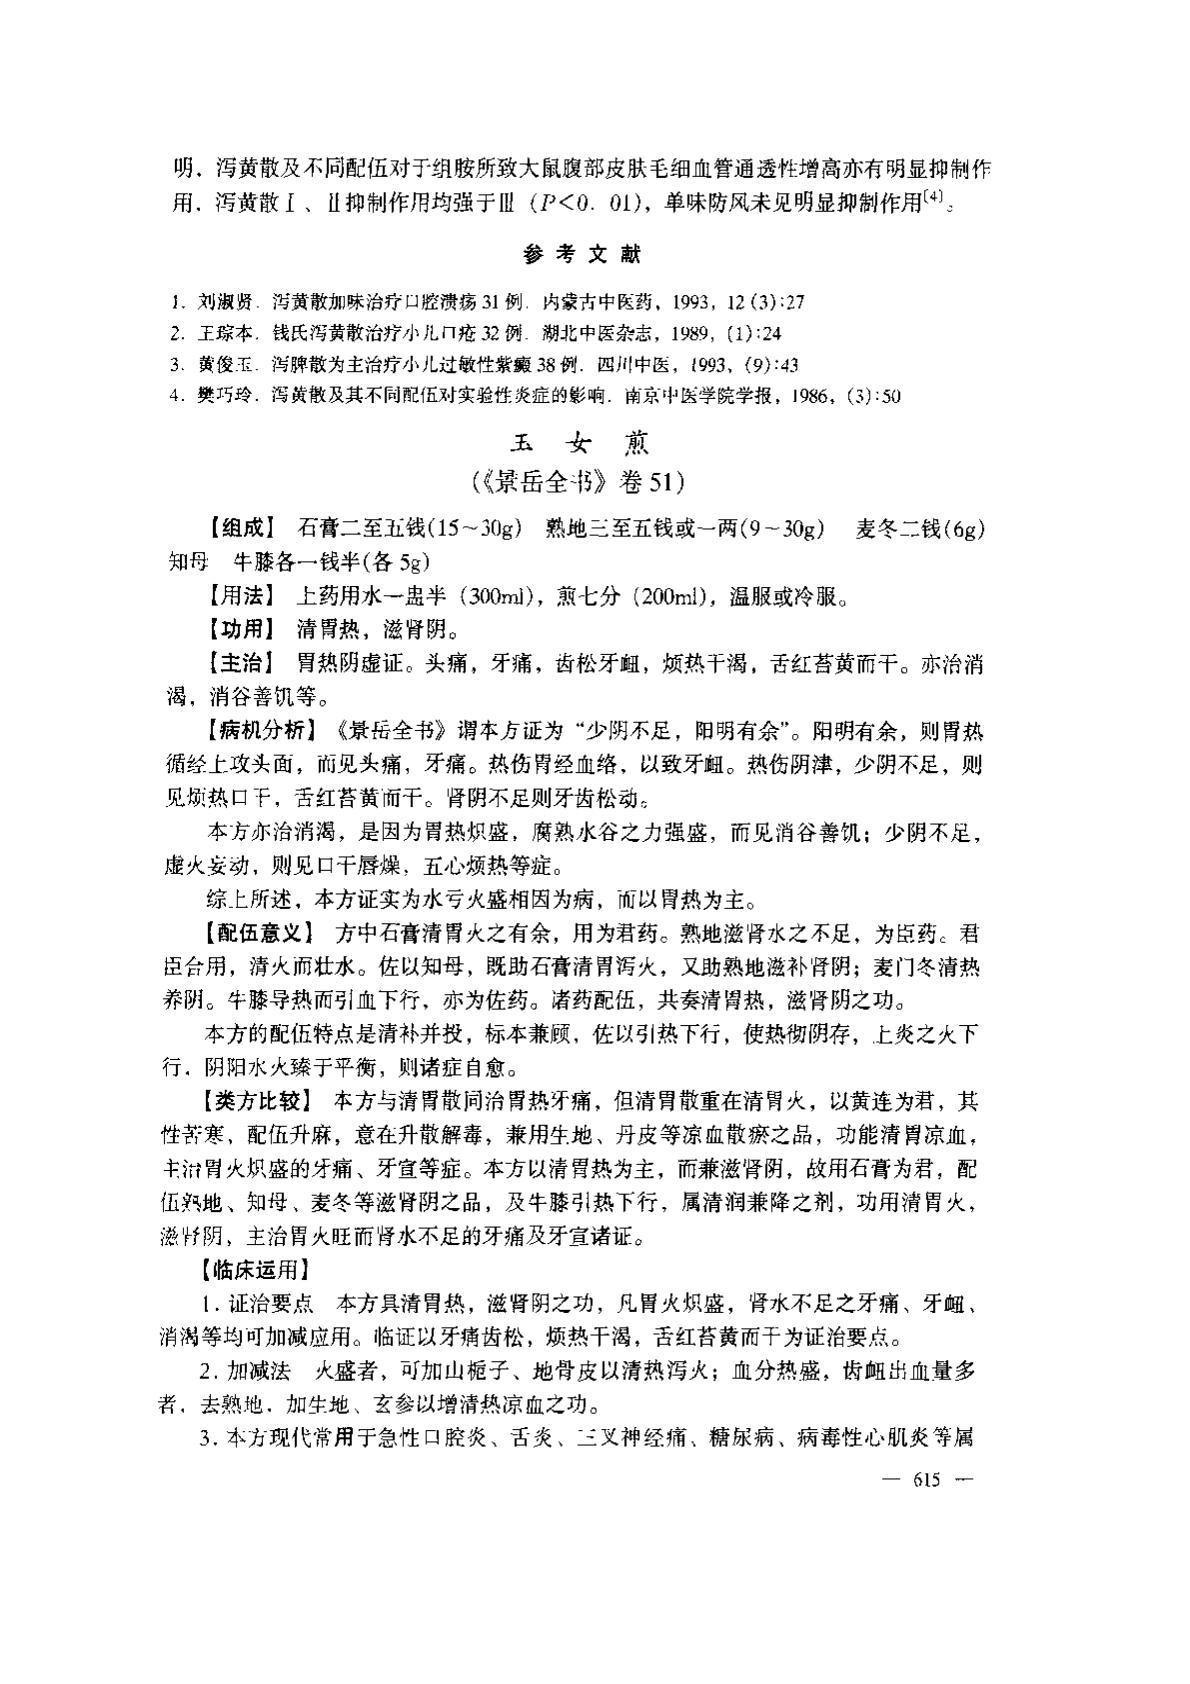 明，泻黄散及不同配伍对于组胺所致大鼠腹部皮肤毛细血管通透性增高亦有明显抑制作
用，泻黄散Ⅰ、Ⅱ抑制作用均强于Ⅲ（P＜0．01），单味防风未见明显抑制作用〔4〕。
参考文献
1．刘淑贤．泻黄散加味治疗口腔溃疡31例．内蒙古中医药，1993，12(3):27
2．王琮本．钱氏泻黄散治疗小儿口疮32例．湖北中医杂志，1989，(1):24
3．黄俊玉．泻脾散为主治疗小儿过敏性紫癜38例．四川中医，1993，(9):43
4．樊巧玲．泻黄散及其不同配伍对实验性炎症的影响．南京中医学院学报，1986，(3):50
玉女煎
(《景岳全书》卷51)
【组成】 石膏二至五钱(15～30g) 熟地三至五钱或一两(9～30g) 麦冬二钱(6g)
知母 牛膝各一钱半(各5g)
【用法】 上药用水一盅半（300ml），煎七分（200ml），温服或冷服。
【功用】 清胃热，滋肾阴。
【主治】 胃热阴虚证。头痛，牙痛，齿松牙衄，烦热干渴，舌红苔黄而干。亦治消
渴，消谷善饥等。
【病机分析】《景岳全书》谓本方证为“少阴不足，阳明有余”。阳明有余，则胃热
循经上攻头面，而见头痛，牙痛。热伤胃经血络，以致牙衄。热伤阴津，少阴不足，则
见烦热口干，舌红苔黄而干。肾阴不足则牙齿松动。
本方亦治消渴，是因为胃热炽盛，腐熟水谷之力强盛，而见消谷善饥；少阴不足，
虚火妄动，则见口干唇燥，五心烦热等症。
综上所述，本方证实为水亏火盛相因为病，而以胃热为主。
【配伍意义】 方中石膏清胃火之有余，用为君药。熟地滋肾水之不足，为臣药。君
臣合用，清火而壮水。佐以知母，既助石膏清胃泻火，又助熟地滋补肾阴；麦门冬清热
养阴。牛膝导热而引血下行，亦为佐药。诸药配伍，共奏清胃热，滋肾阴之功。
本方的配伍特点是清补并投，标本兼顾，佐以引热下行，使热彻阴存，上炎之火下
行，阴阳水火臻于平衡，则诸症自愈。
【类方比较】 本方与清胃散同治胃热牙痛，但清胃散重在清胃火，以黄连为君，其
性苦寒，配伍升麻，意在升散解毒，兼用生地、丹皮等凉血散瘀之品，功能清胃凉血，
主治胃火炽盛的牙痛、牙宣等症。本方以清胃热为主，而兼滋肾阴，故用石膏为君，配
伍熟地、知母、麦冬等滋肾阴之品，及牛膝引热下行，属清润兼降之剂，功用清胃火，
滋肾阴，主治胃火旺而肾水不足的牙痛及牙宣诸证。
【临床运用】
1．证治要点 本方具清胃热，滋肾阴之功，凡胃火炽盛，肾水不足之牙痛、牙衄、
消渴等均可加减应用。临证以牙痛齿松，烦热干渴，舌红苔黄而干为证治要点。
2．加减法 火盛者，可加山栀子、地骨皮以清热泻火；血分热盛，齿衄出血量多
者，去熟地，加生地、玄参以增清热凉血之功。
3．本方现代常用于急性口腔炎、舌炎、三叉神经痛、糖尿病、病毒性心肌炎等属
— 615 —